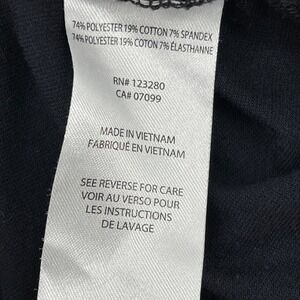 74% POLYESTER 19% COTTON 7% SPANDEX
74% POLYESTER 19% COTON 7% ÉLASTHANNE
RN# 123280
CA# 07099
MADE IN VIETNAM
FABRIQUÉ EN VIETNAM
SEE REVERSE FOR CARE
VOIR AU VERSO POUR
LES INSTRUCTIONS
DE LAVAGE